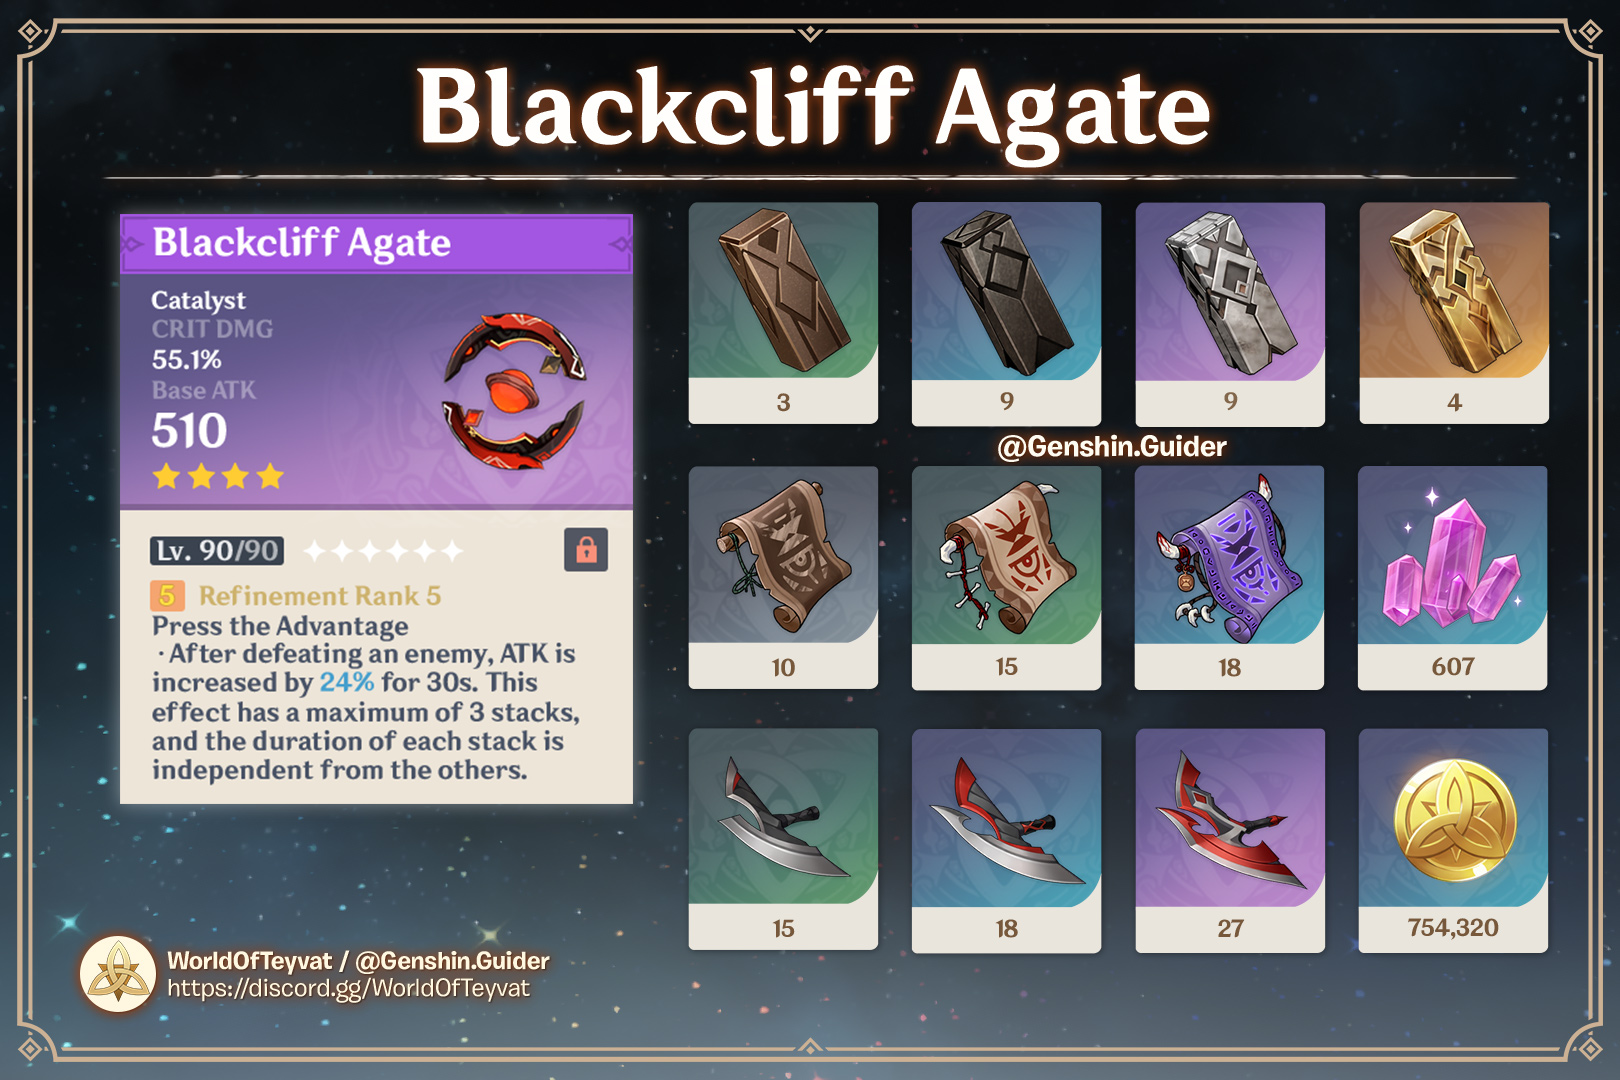 Blackcliff Agate
Blackcliff Agate
Catalyst
CRIT DMG
55.1%
Base ATK
510
Lv. 90/90
5 Refinement Rank 5
Press the Advantage
·After defeating an enemy, ATK is
increased by 24% for 30s. This
effect has a maximum of 3 stacks,
and the duration of each stack is
independent from the others.
3 9 9 4
@Genshin.Guider
10 15 18 607
15 18 27 754,320
WorldOfTeyvat / @Genshin.Guider
https://discord.gg/WorldOfTeyvat